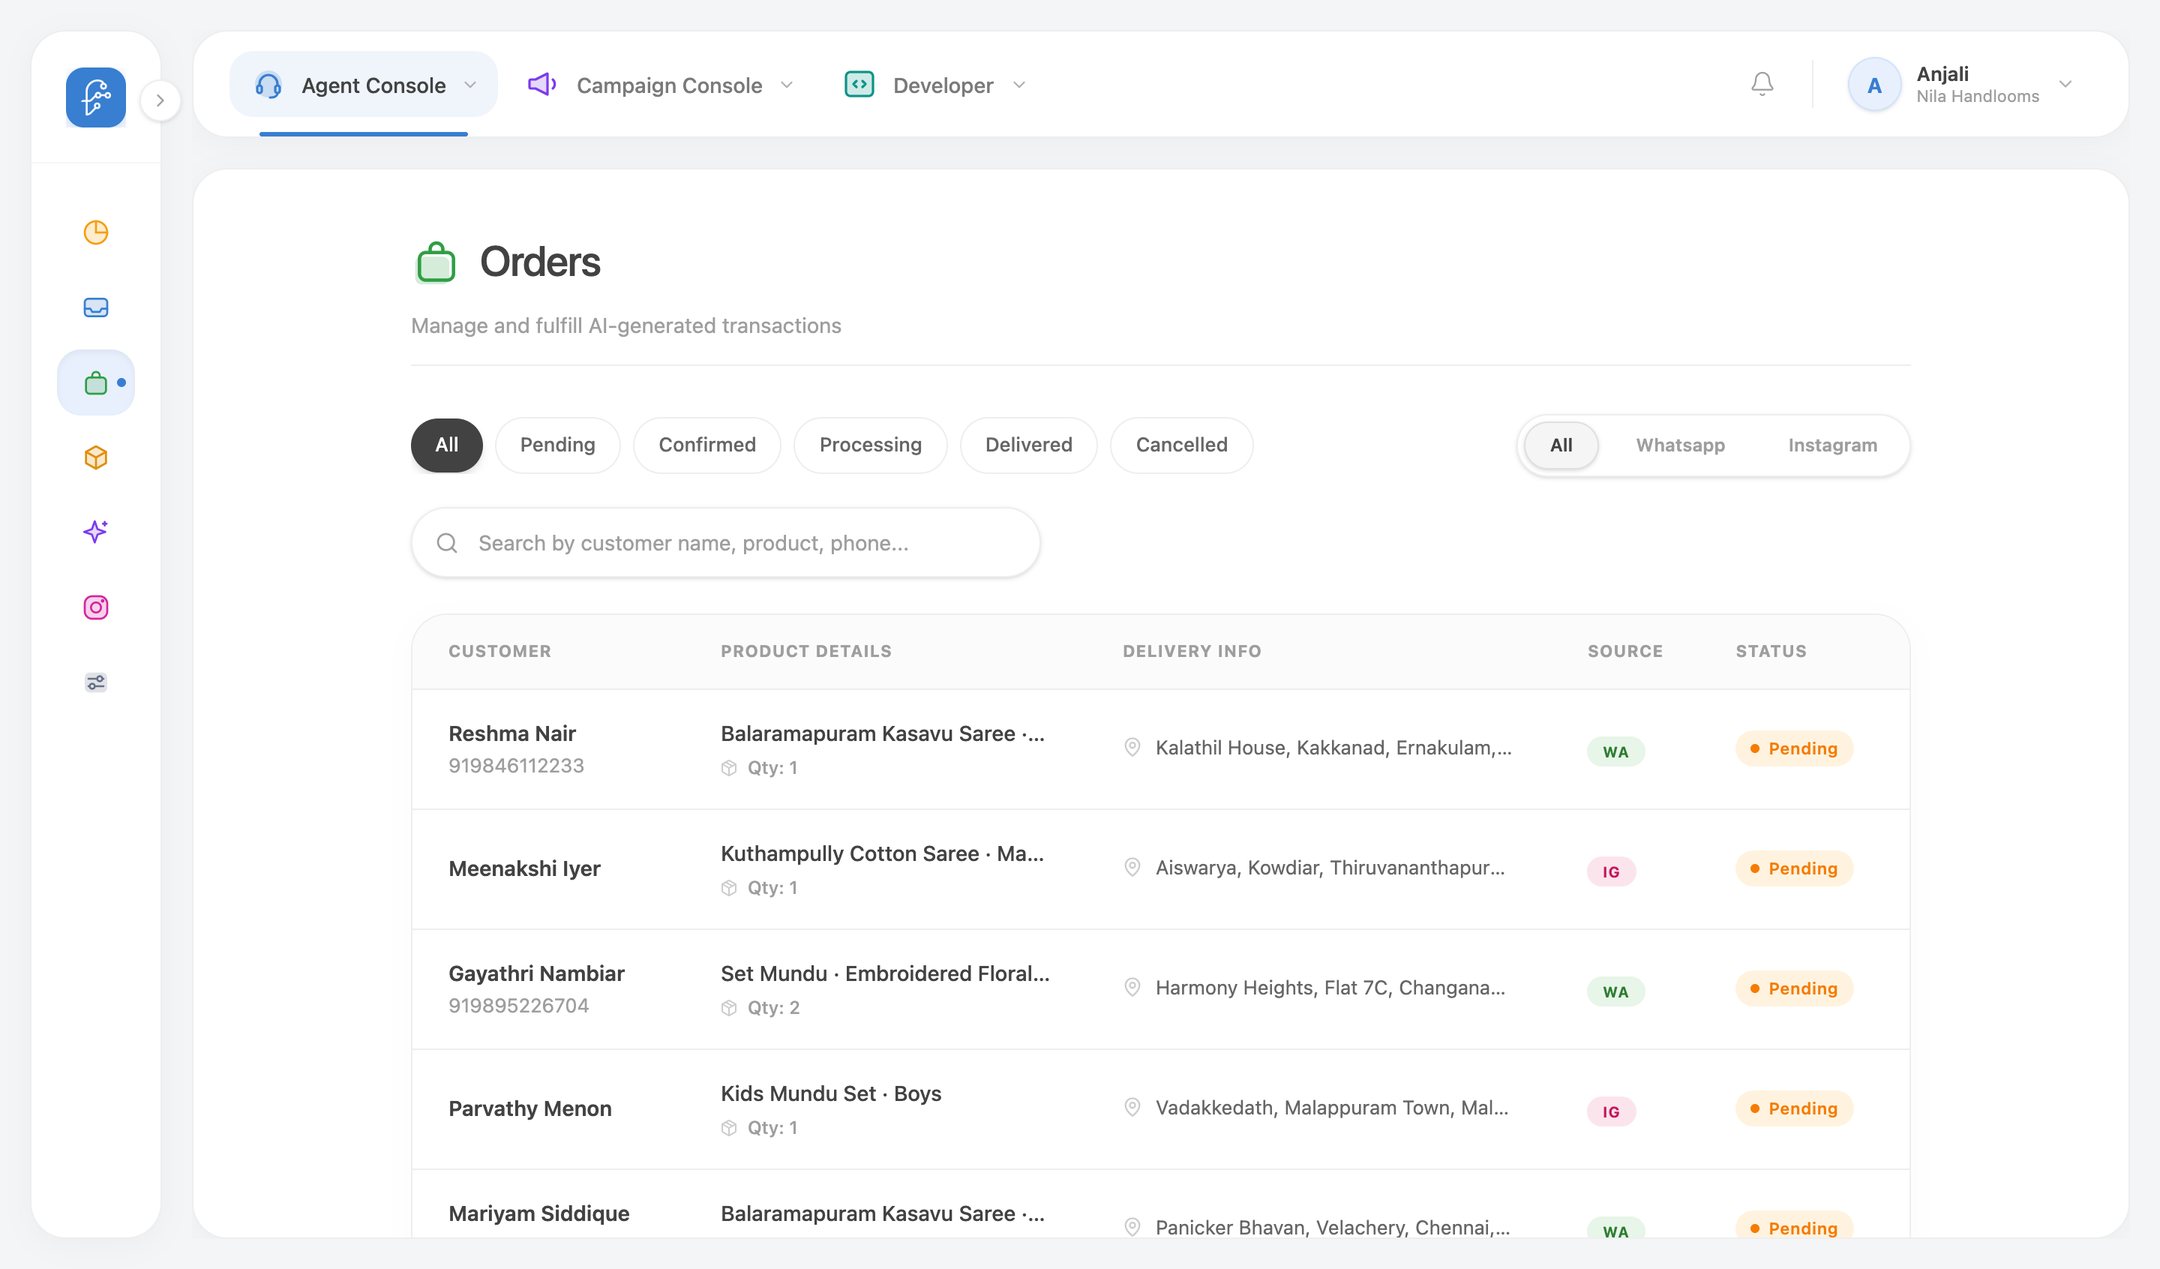 Agent Console
Campaign Console
Developer
A
Anjali
Nila Handlooms
Orders
Manage and fulfill AI-generated transactions
All
Pending
Confirmed
Processing
Delivered
Cancelled
All
Whatsapp
Instagram
Search by customer name, product, phone...
CUSTOMER
PRODUCT DETAILS
DELIVERY INFO
SOURCE
STATUS
Reshma Nair
919846112233
Balaramapuram Kasavu Saree ·...
Qty: 1
Kalathil House, Kakkanad, Ernakulam,...
WA
Pending
Meenakshi Iyer
Kuthampully Cotton Saree · Ma...
Qty: 1
Aiswarya, Kowdiar, Thiruvananthapur...
IG
Pending
Gayathri Nambiar
919895226704
Set Mundu · Embroidered Floral...
Qty: 2
Harmony Heights, Flat 7C, Changana...
WA
Pending
Parvathy Menon
Kids Mundu Set · Boys
Qty: 1
Vadakkedath, Malappuram Town, Mal...
IG
Pending
Mariyam Siddique
Balaramapuram Kasavu Saree ·...
Panicker Bhavan, Velachery, Chennai,...
WA
Pending